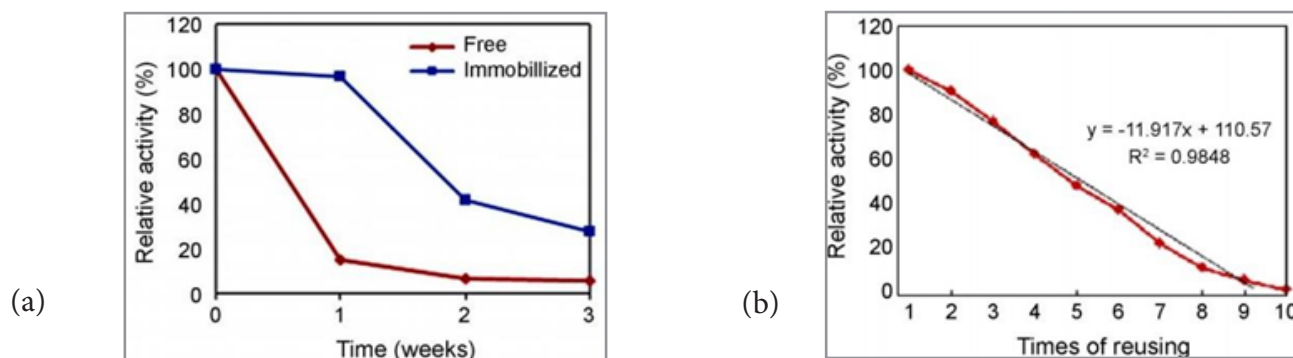 120
100
80
60
40
20
0
Relative activity (%)
Free
Immobillized
0 1 2 3
Time (weeks)
(a)
120
100
80
60
40
20
0
Relative activity (%)
y = -11.917x + 110.57
R² = 0.9848
1 2 3 4 5 6 7 8 9 10
Times of reusing
(b)